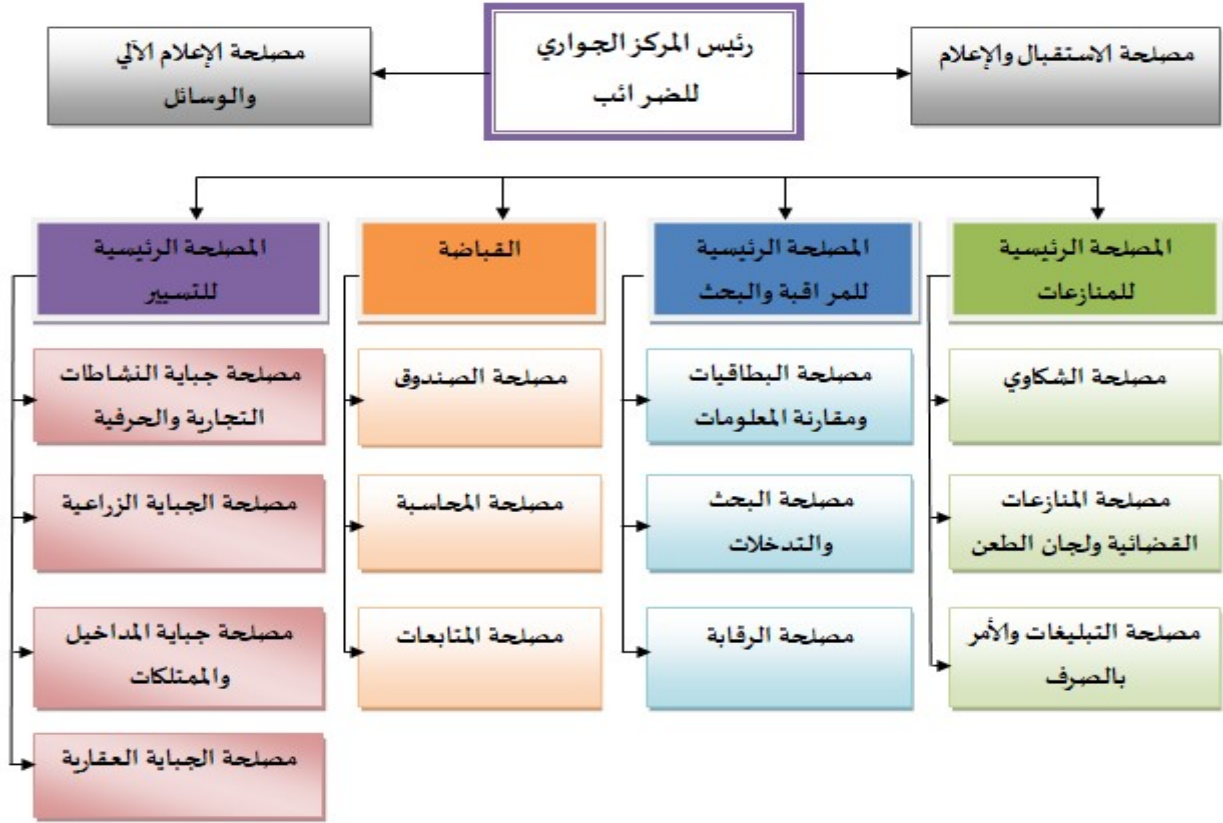 مصلحة الاستقبال والإعلام
رئيس المركز الجواري
للضرائب
مصلحة الإعلام الآلي
والوسائل
المصلحة الرئيسية
للمنازعات
المصلحة الرئيسية
للمراقبة والبحث
القباضة
المصلحة الرئيسية
للتسيير
مصلحة الشكاوي
مصلحة المنازعات
القضائية ولجان الطعن
مصلحة التبليغات والأمر
بالصرف
مصلحة البطاقيات
ومقارنة المعلومات
مصلحة البحث
والتدخلات
مصلحة الرقابة
مصلحة الصندوق
مصلحة المحاسبة
مصلحة المتابعات
مصلحة جباية النشاطات
التجارية والحرفية
مصلحة الجباية الزراعية
مصلحة جباية المداخيل
والممتلكات
مصلحة الجباية العقارية